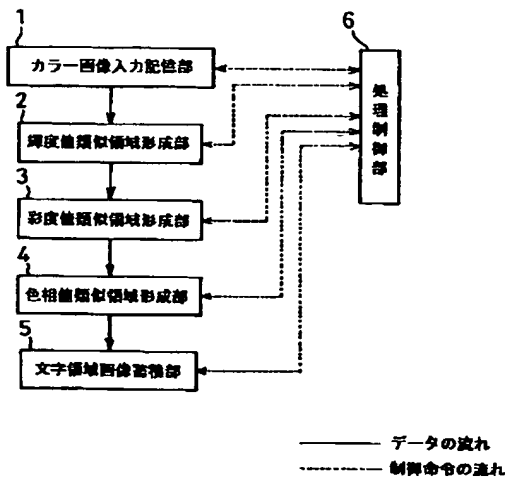 1
カラー画像入力記憶部
2
輝度値類似領域形成部
3
彩度値類似領域形成部
4
色相値類似領域形成部
5
文字領域画像蓄積部
6
処理制御部
データの流れ
制御命令の流れ